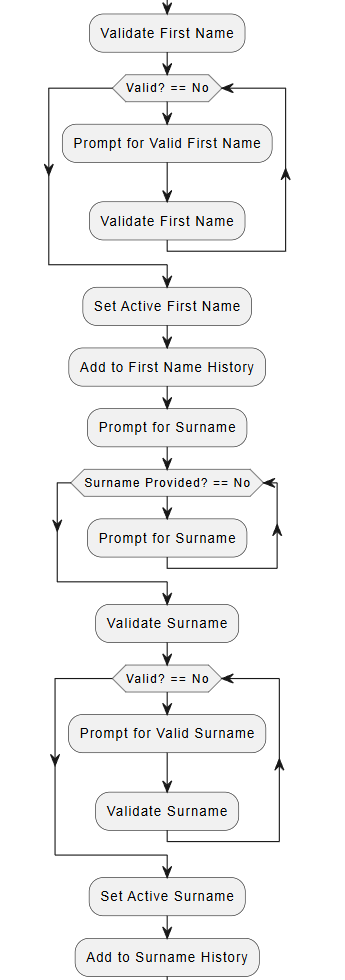 Validate First Name
Valid? == No
Prompt for Valid First Name
Validate First Name
Set Active First Name
Add to First Name History
Prompt for Surname
Surname Provided? == No
Prompt for Surname
Validate Surname
Valid? == No
Prompt for Valid Surname
Validate Surname
Set Active Surname
Add to Surname History